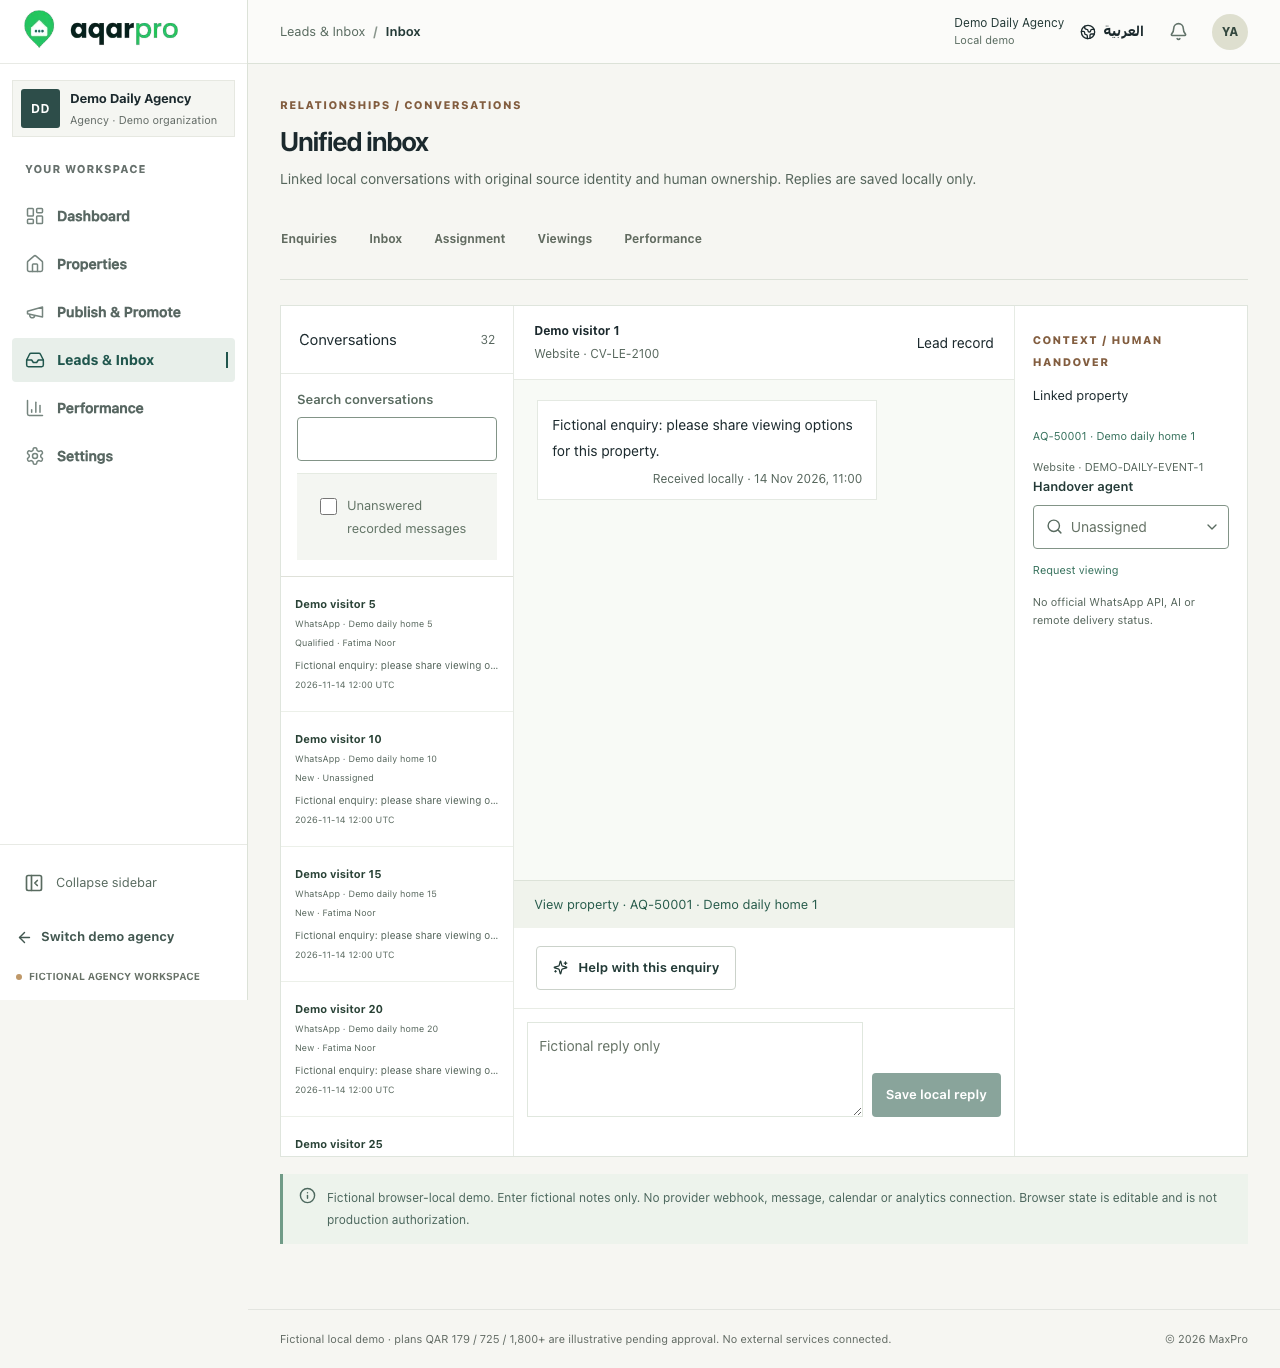 aqarpro
Leads & Inbox / Inbox
Demo Daily Agency
Local demo
العربية
YA
DD
Demo Daily Agency
Agency · Demo organization
YOUR WORKSPACE
Dashboard
Properties
Publish & Promote
Leads & Inbox
Performance
Settings
Collapse sidebar
Switch demo agency
FICTIONAL AGENCY WORKSPACE
RELATIONSHIPS / CONVERSATIONS
Unified inbox
Linked local conversations with original source identity and human ownership. Replies are saved locally only.
Enquiries Inbox Assignment Viewings Performance
Conversations 32
Search conversations
Unanswered
recorded messages
Demo visitor 5
WhatsApp · Demo daily home 5
Qualified · Fatima Noor
Fictional enquiry: please share viewing o...
2026-11-14 12:00 UTC
Demo visitor 10
WhatsApp · Demo daily home 10
New · Unassigned
Fictional enquiry: please share viewing o...
2026-11-14 12:00 UTC
Demo visitor 15
WhatsApp · Demo daily home 15
New · Fatima Noor
Fictional enquiry: please share viewing o...
2026-11-14 12:00 UTC
Demo visitor 20
WhatsApp · Demo daily home 20
New · Fatima Noor
Fictional enquiry: please share viewing o...
2026-11-14 12:00 UTC
Demo visitor 25
Demo visitor 1
Website · CV-LE-2100
Lead record
Fictional enquiry: please share viewing options
for this property.
Received locally · 14 Nov 2026, 11:00
View property · AQ-50001 · Demo daily home 1
Help with this enquiry
Fictional reply only
Save local reply
CONTEXT / HUMAN
HANDOVER
Linked property
AQ-50001 · Demo daily home 1
Website · DEMO-DAILY-EVENT-1
Handover agent
Unassigned
Request viewing
No official WhatsApp API, AI or
remote delivery status.
Fictional browser-local demo. Enter fictional notes only. No provider webhook, message, calendar or analytics connection. Browser state is editable and is not
production authorization.
Fictional local demo · plans QAR 179 / 725 / 1,800+ are illustrative pending approval. No external services connected.
© 2026 MaxPro